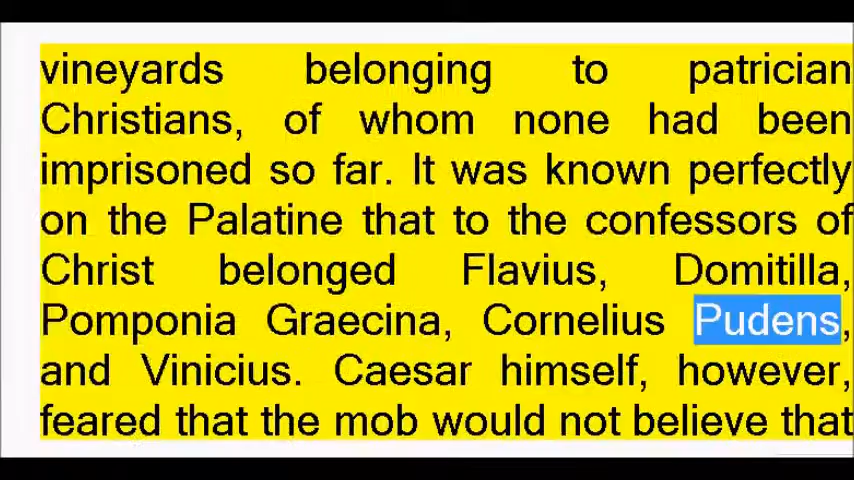 vineyards belonging to patrician
Christians, of whom none had been
imprisoned so far. It was known perfectly
on the Palatine that to the confessors of
Christ belonged Flavius, Domitilla,
Pomponia Graecina, Cornelius Pudens,
and Vinicius. Caesar himself, however,
feared that the mob would not believe that